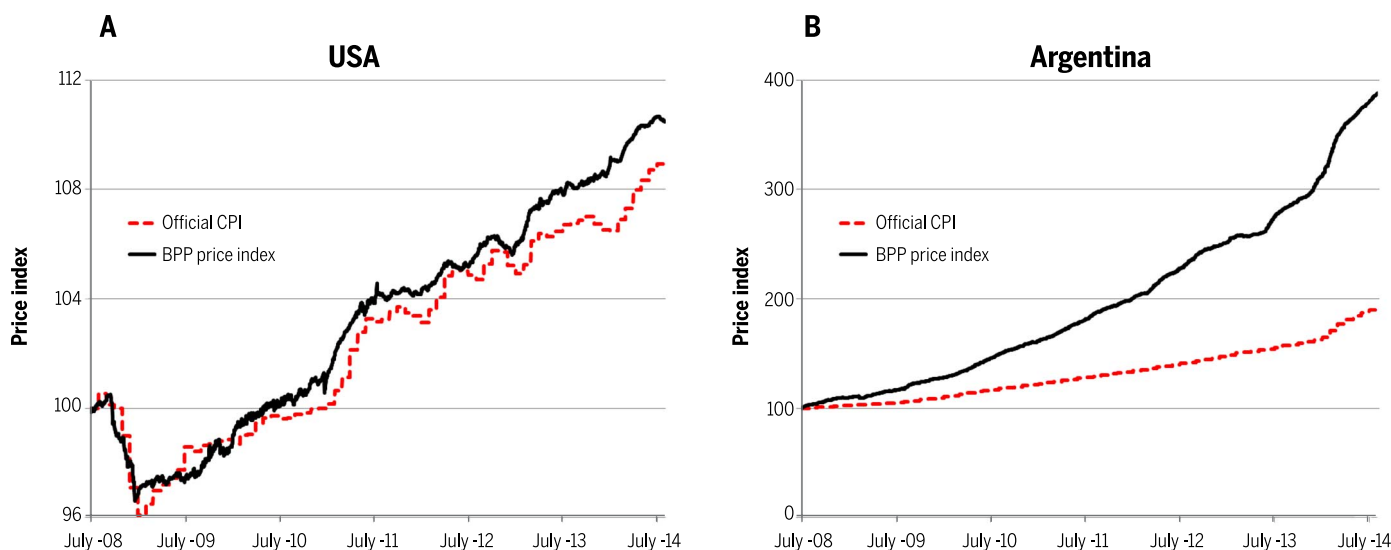 A
USA
Price index
112
108
104
100
96
Official CPI
BPP price index
July -08
July -09
July -10
July -11
July -12
July -13
July -14
B
Argentina
Price index
400
300
200
100
0
Official CPI
BPP price index
July -08
July -09
July -10
July -11
July -12
July -13
July -14